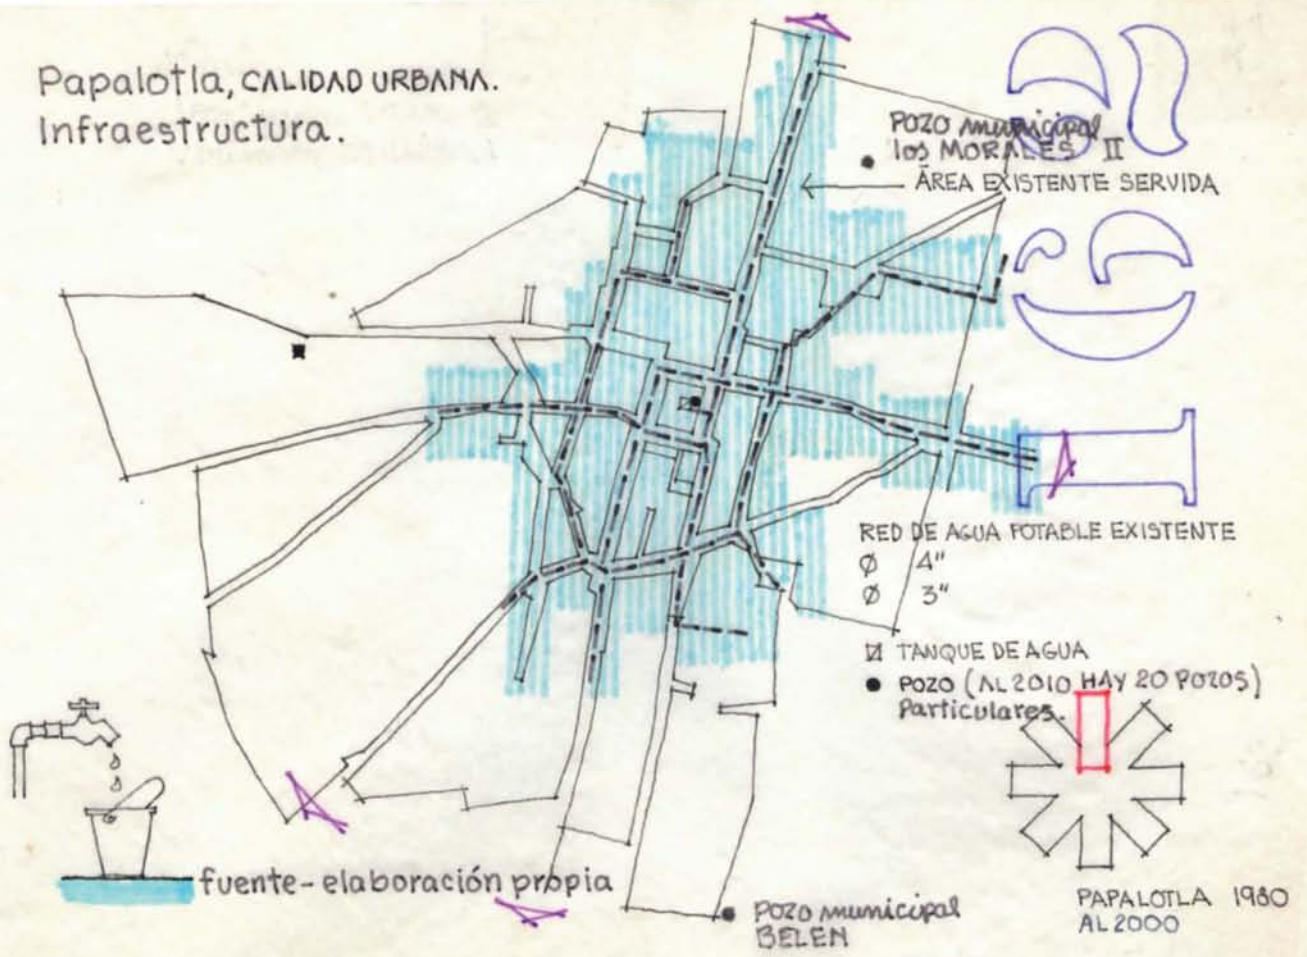 Papalotla, CALIDAD URBANA.
Infraestructura.
POZO municipal
los MORALES II
ÁREA EXISTENTE SERVIDA
RED DE AGUA POTABLE EXISTENTE
Ø 4"
Ø 3"
TANQUE DE AGUA
POZO (AL 2010 HAY 20 POZOS)
Particulares.
fuente-elaboración propia
POZO municipal
BELEN
PAPALOTLA 1980
AL 2000